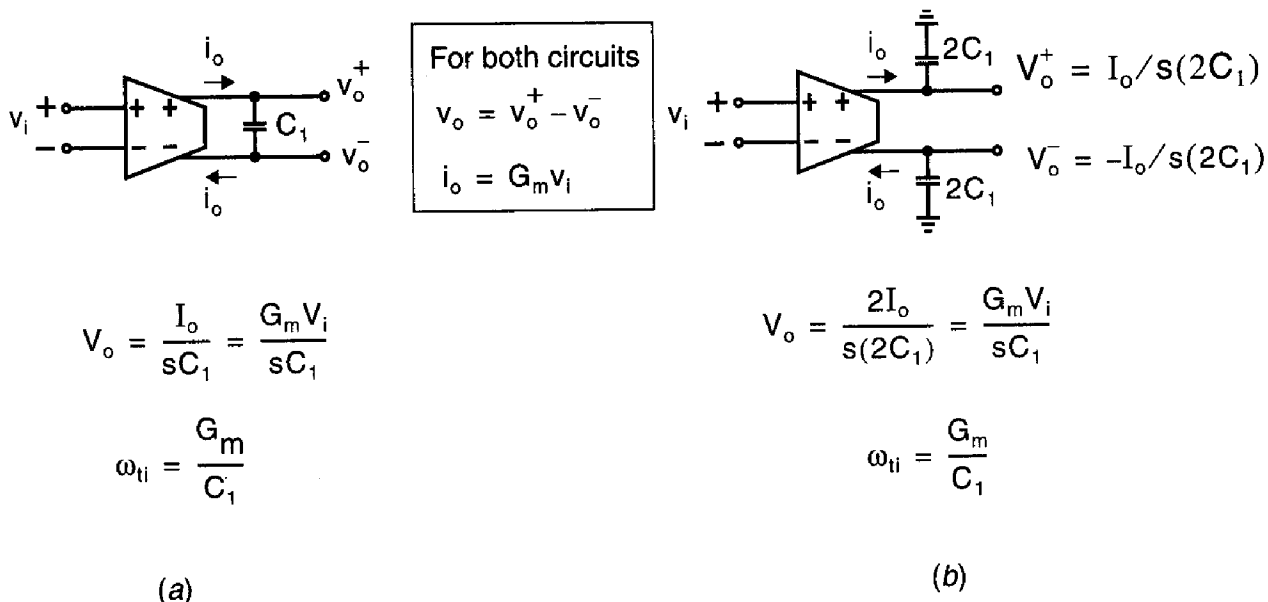 i_o
+ + +
v_i
− − −
C_1
v_o^+
v_o^-
i_o
For both circuits
v_o = v_o^+ − v_o^-
i_o = G_m v_i
i_o
2C_1
+ + +
v_i
− − −
V_o^+ = I_o/s(2C_1)
V_o^- = −I_o/s(2C_1)
i_o
2C_1
V_o = I_o/sC_1 = G_m V_i/sC_1
ω_ti = G_m/C_1
(a)
V_o = 2I_o/s(2C_1) = G_m V_i/sC_1
ω_ti = G_m/C_1
(b)